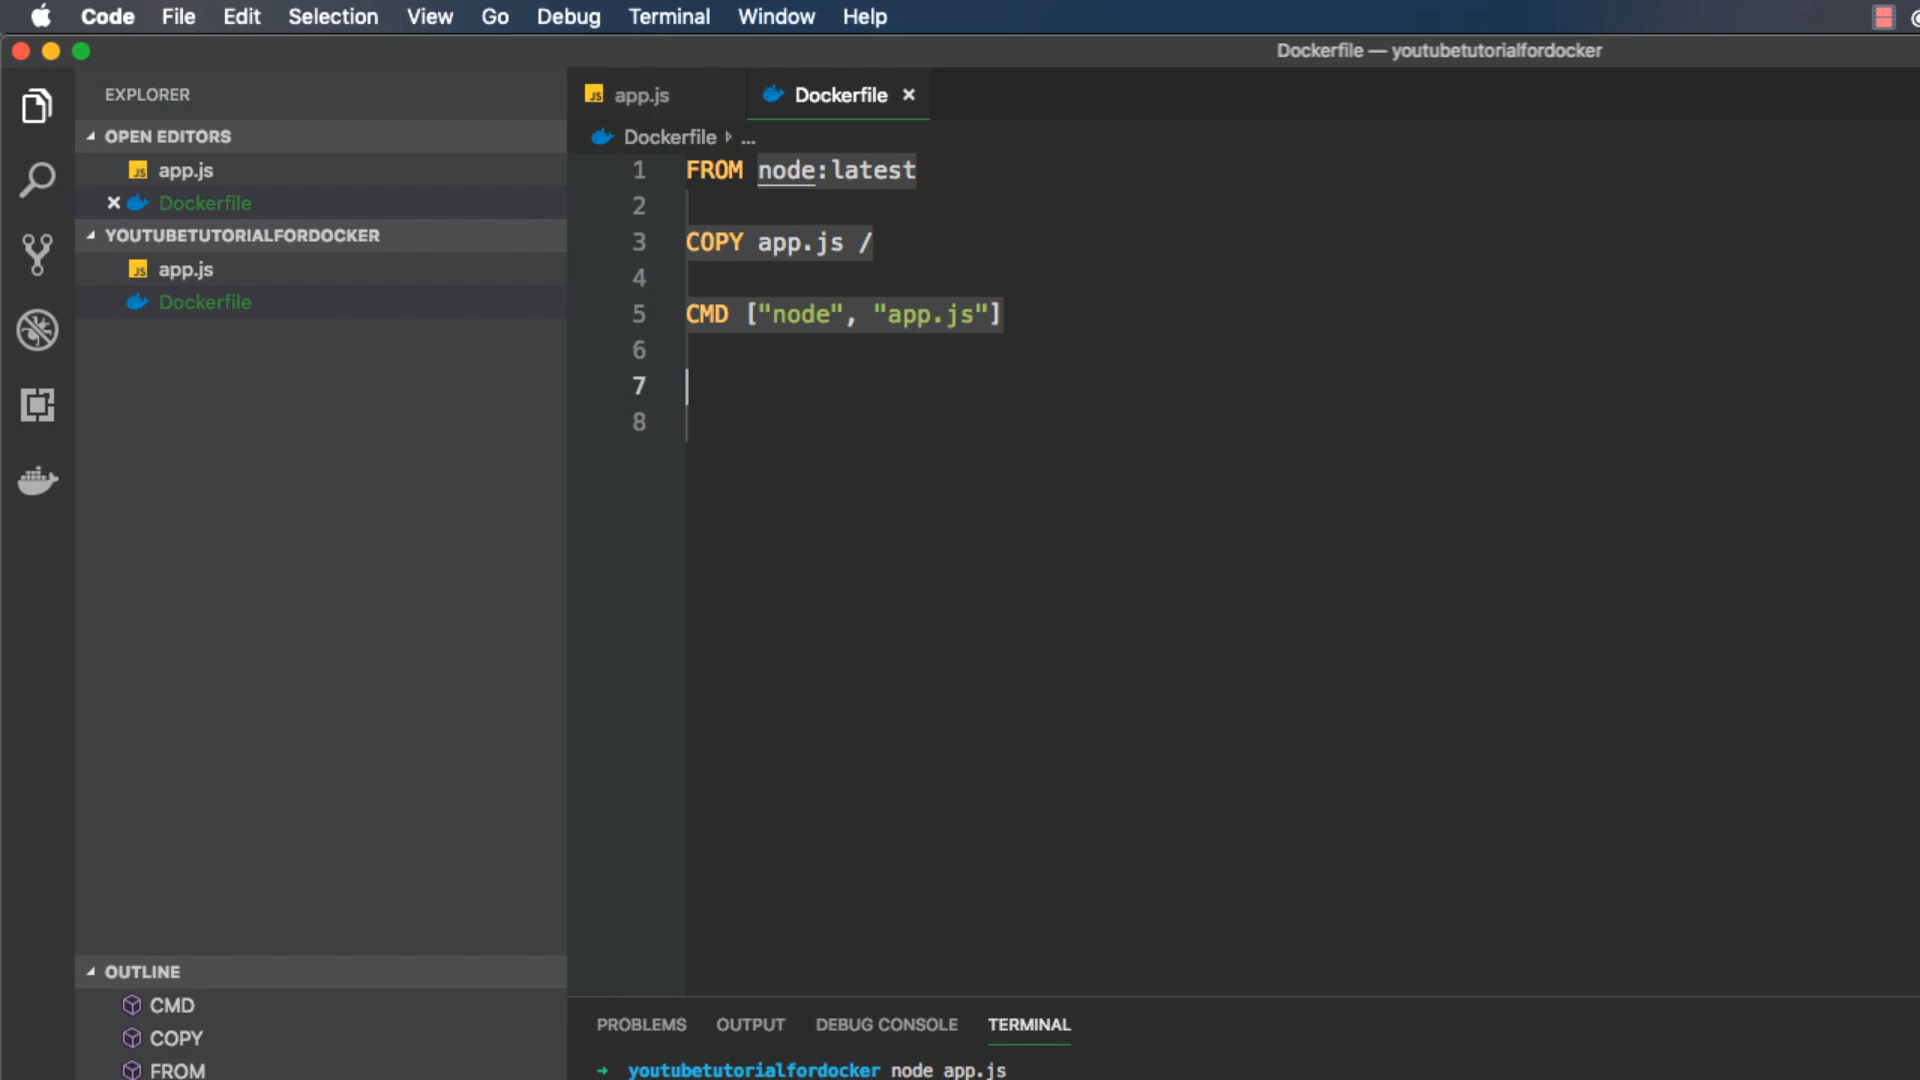 Code File Edit Selection View Go Debug Terminal Window Help
Dockerfile — youtubetutorialfordocker
EXPLORER
OPEN EDITORS
JS app.js
Dockerfile
YOUTUBETUTORIALFORDOCKER
JS app.js
Dockerfile
OUTLINE
CMD
COPY
FROM
JS app.js
Dockerfile
Dockerfile ...
1 FROM node:latest
2
3 COPY app.js /
4
5 CMD ["node", "app.js"]
6
7
8
PROBLEMS OUTPUT DEBUG CONSOLE TERMINAL
→ youtubetutorialfordocker node app.js